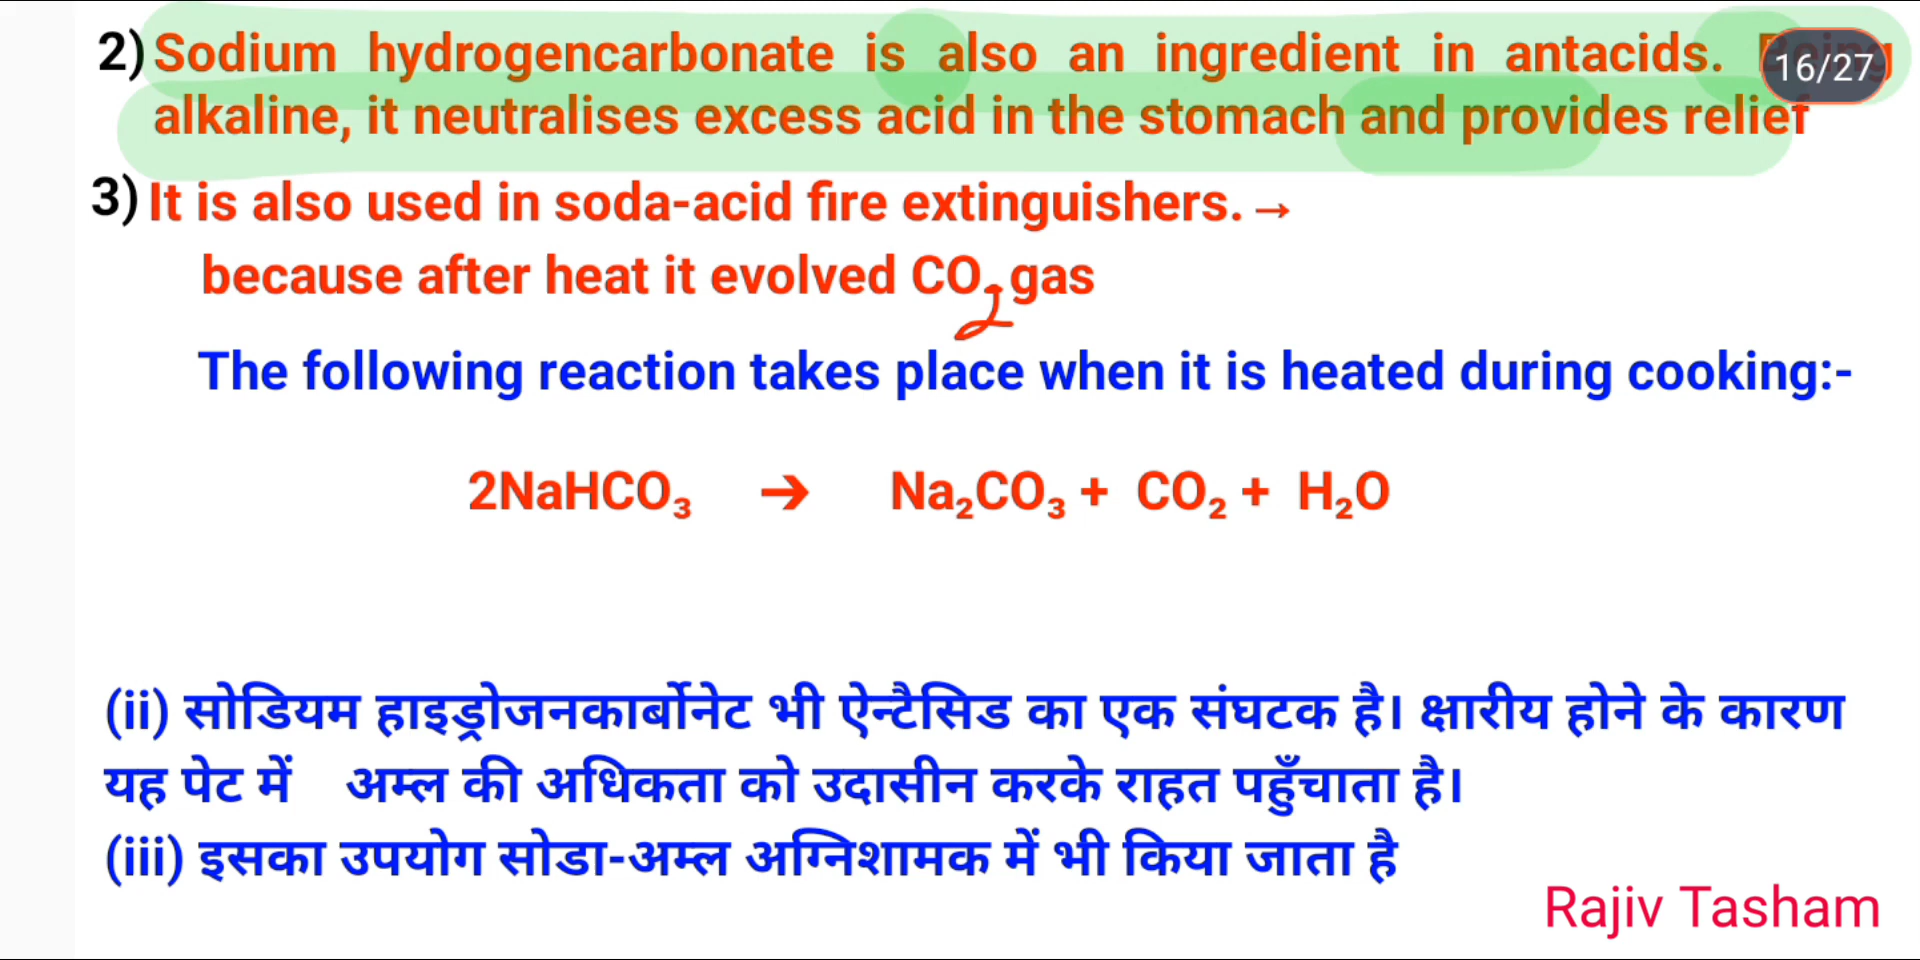 2) Sodium hydrogencarbonate is also an ingredient in antacids. Being
16/27
alkaline, it neutralises excess acid in the stomach and provides relief
3) It is also used in soda-acid fire extinguishers. →
because after heat it evolved CO2 gas
The following reaction takes place when it is heated during cooking:-
2NaHCO₃ → Na₂CO₃ + CO₂ + H₂O
(ii) सोडियम हाइड्रोजनकार्बोनेट भी ऐन्टैसिड का एक संघटक है। क्षारीय होने के कारण
यह पेट में अम्ल की अधिकता को उदासीन करके राहत पहुँचाता है।
(iii) इसका उपयोग सोडा-अम्ल अग्निशामक में भी किया जाता है
Rajiv Tasham